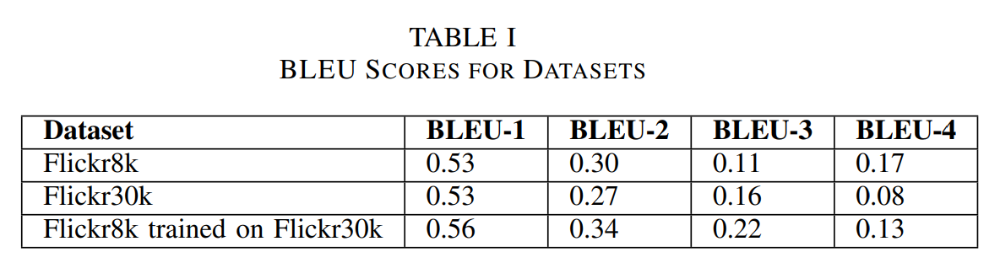 TABLE I
BLEU SCORES FOR DATASETS
Dataset BLEU-1 BLEU-2 BLEU-3 BLEU-4
Flickr8k 0.53 0.30 0.11 0.17
Flickr30k 0.53 0.27 0.16 0.08
Flickr8k trained on Flickr30k 0.56 0.34 0.22 0.13